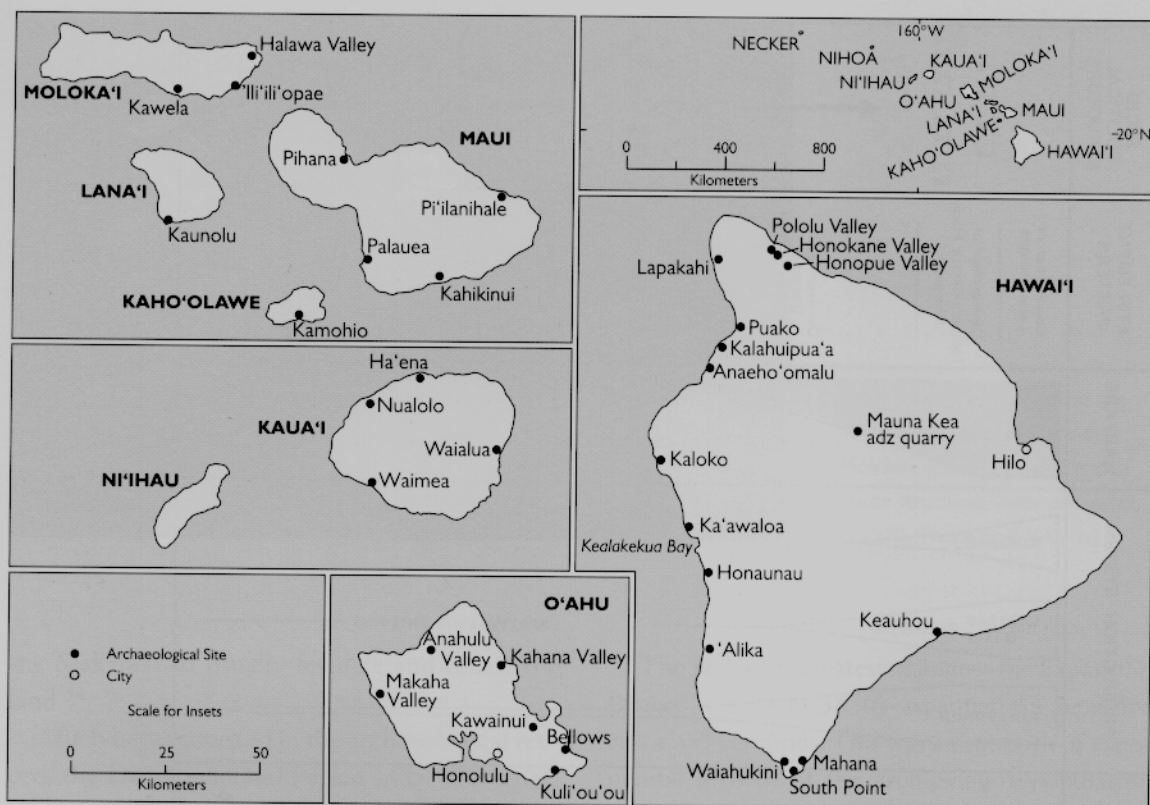 Halawa Valley
MOLOKA'I
'Ili'ili'opae
Kawela
MAUI
Pihana
LANA'I
Pi'ilanihale
Kaunolu
Palauea
Kahikinui
KAHO'OLAWE
Kamohio
NECKER
NIHOA
160°W
KAUA'I
NI'IHAU
MOLOKA'I
O'AHU
LANA'I
MAUI
KAHO'OLAWE
-20°N
HAWAI'I
0 400 800
Kilometers
Ha'ena
Nualolo
KAUA'I
Waialua
NI'IHAU
Waimea
Pololu Valley
Honokane Valley
Lapakahi
Honopue Valley
HAWAI'I
Puako
Kalahuipua'a
Anaeho'omalu
Mauna Kea
adz quarry
Hilo
Kaloko
Ka'awaloa
Kealakekua Bay
Honaunau
Keauhou
'Alika
Waiahukini
Mahana
South Point
Archaeological Site
City
Scale for Insets
0 25 50
Kilometers
O'AHU
Anahulu
Valley
Kahana Valley
Makaha
Valley
Kawainui
Bellows
Honolulu
Kuli'ou'ou